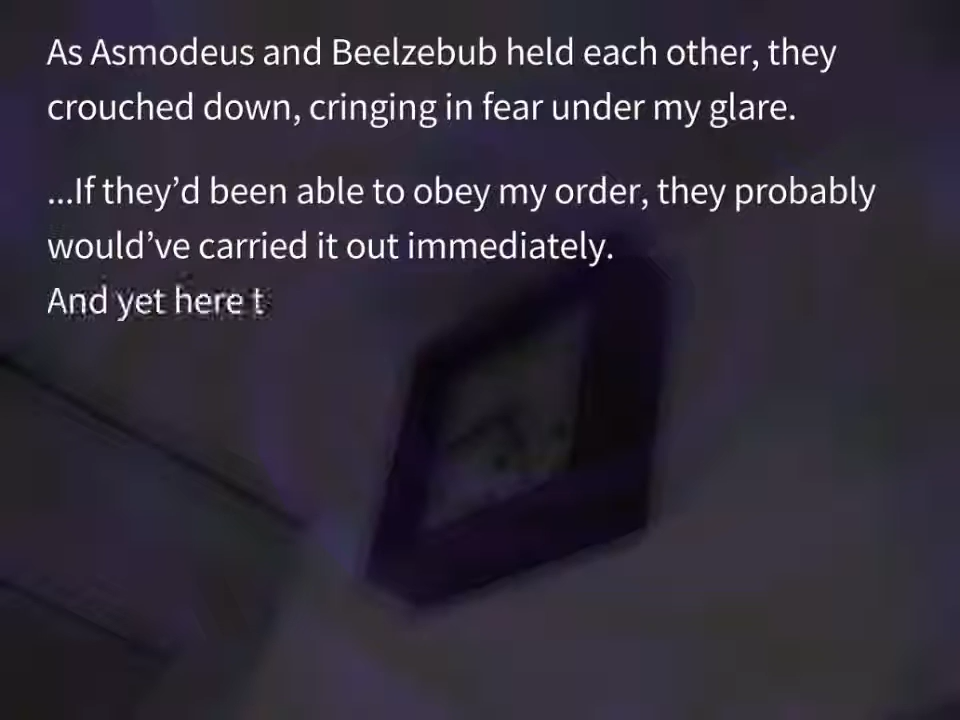 As Asmodeus and Beelzebub held each other, they
crouched down, cringing in fear under my glare.
...If they’d been able to obey my order, they probably
would’ve carried it out immediately.
And yet here t